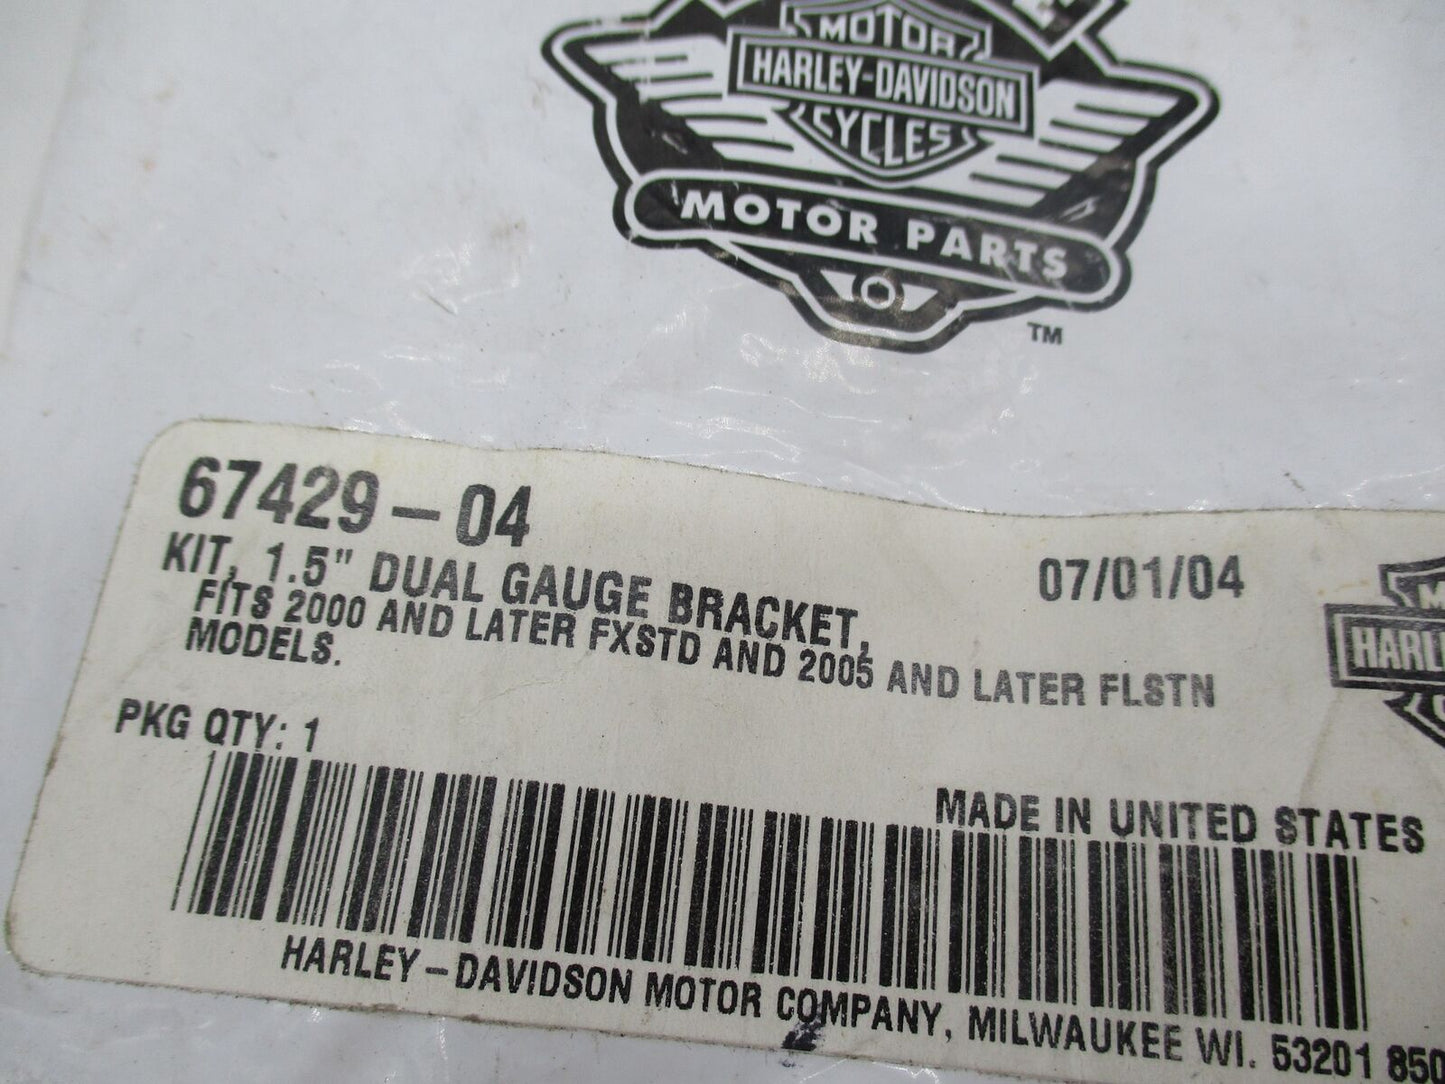 MOTOR
HARLEY-DAVIDSON
CYCLES
MOTOR PARTS
TM
67429-04
KIT, 1.5" DUAL GAUGE BRACKET,
07/01/04
FITS 2000 AND LATER FXSTD AND 2005 AND LATER FLSTN
MODELS.
PKG QTY: 1
MADE IN UNITED STATES
HARLEY-DAVIDSON MOTOR COMPANY, MILWAUKEE WI. 53201 850